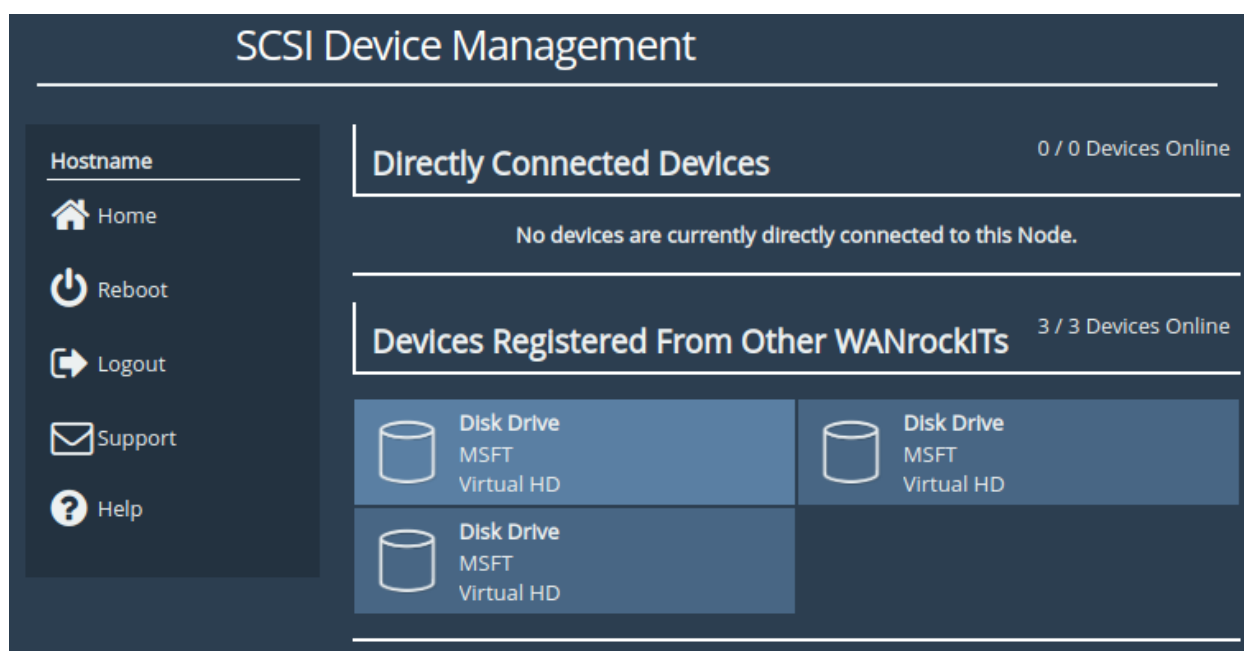 SCSI Device Management
Hostname
Home
Reboot
Logout
Support
Help
Directly Connected Devices
0 / 0 Devices Online
No devices are currently directly connected to this Node.
Devices Registered From Other WANrockITs
3 / 3 Devices Online
Disk Drive
MSFT
Virtual HD
Disk Drive
MSFT
Virtual HD
Disk Drive
MSFT
Virtual HD